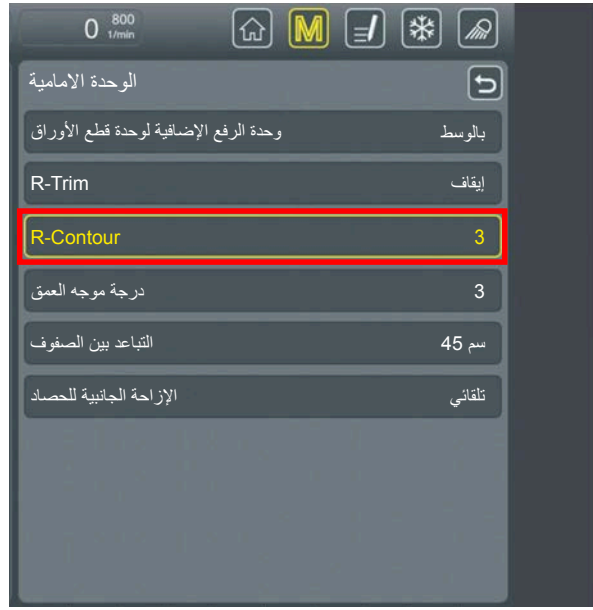 0 800 1/min
M
الوحدة الامامية
وحدة الرفع الإضافية لوحدة قطع الأوراق بالوسط
R-Trim إيقاف
R-Contour 3
درجة موجه العمق 3
التباعد بين الصفوف 45 سم
الإزاحة الجانبية للحصاد تلقائي